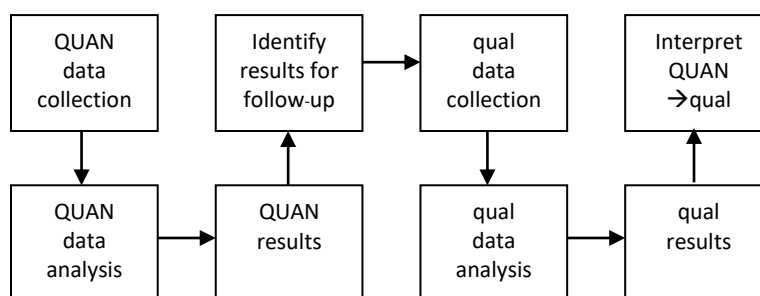 QUAN
data
collection
Identify
results for
follow-up
qual
data
collection
Interpret
QUAN
→qual
QUAN
data
analysis
QUAN
results
qual
data
analysis
qual
results